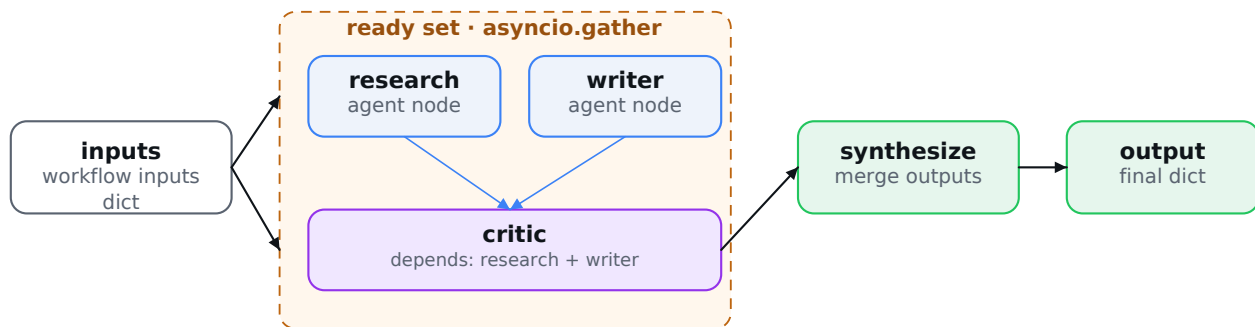 ready set · asyncio.gather
research
agent node
writer
agent node
inputs
workflow inputs
dict
synthesize
merge outputs
output
final dict
critic
depends: research + writer